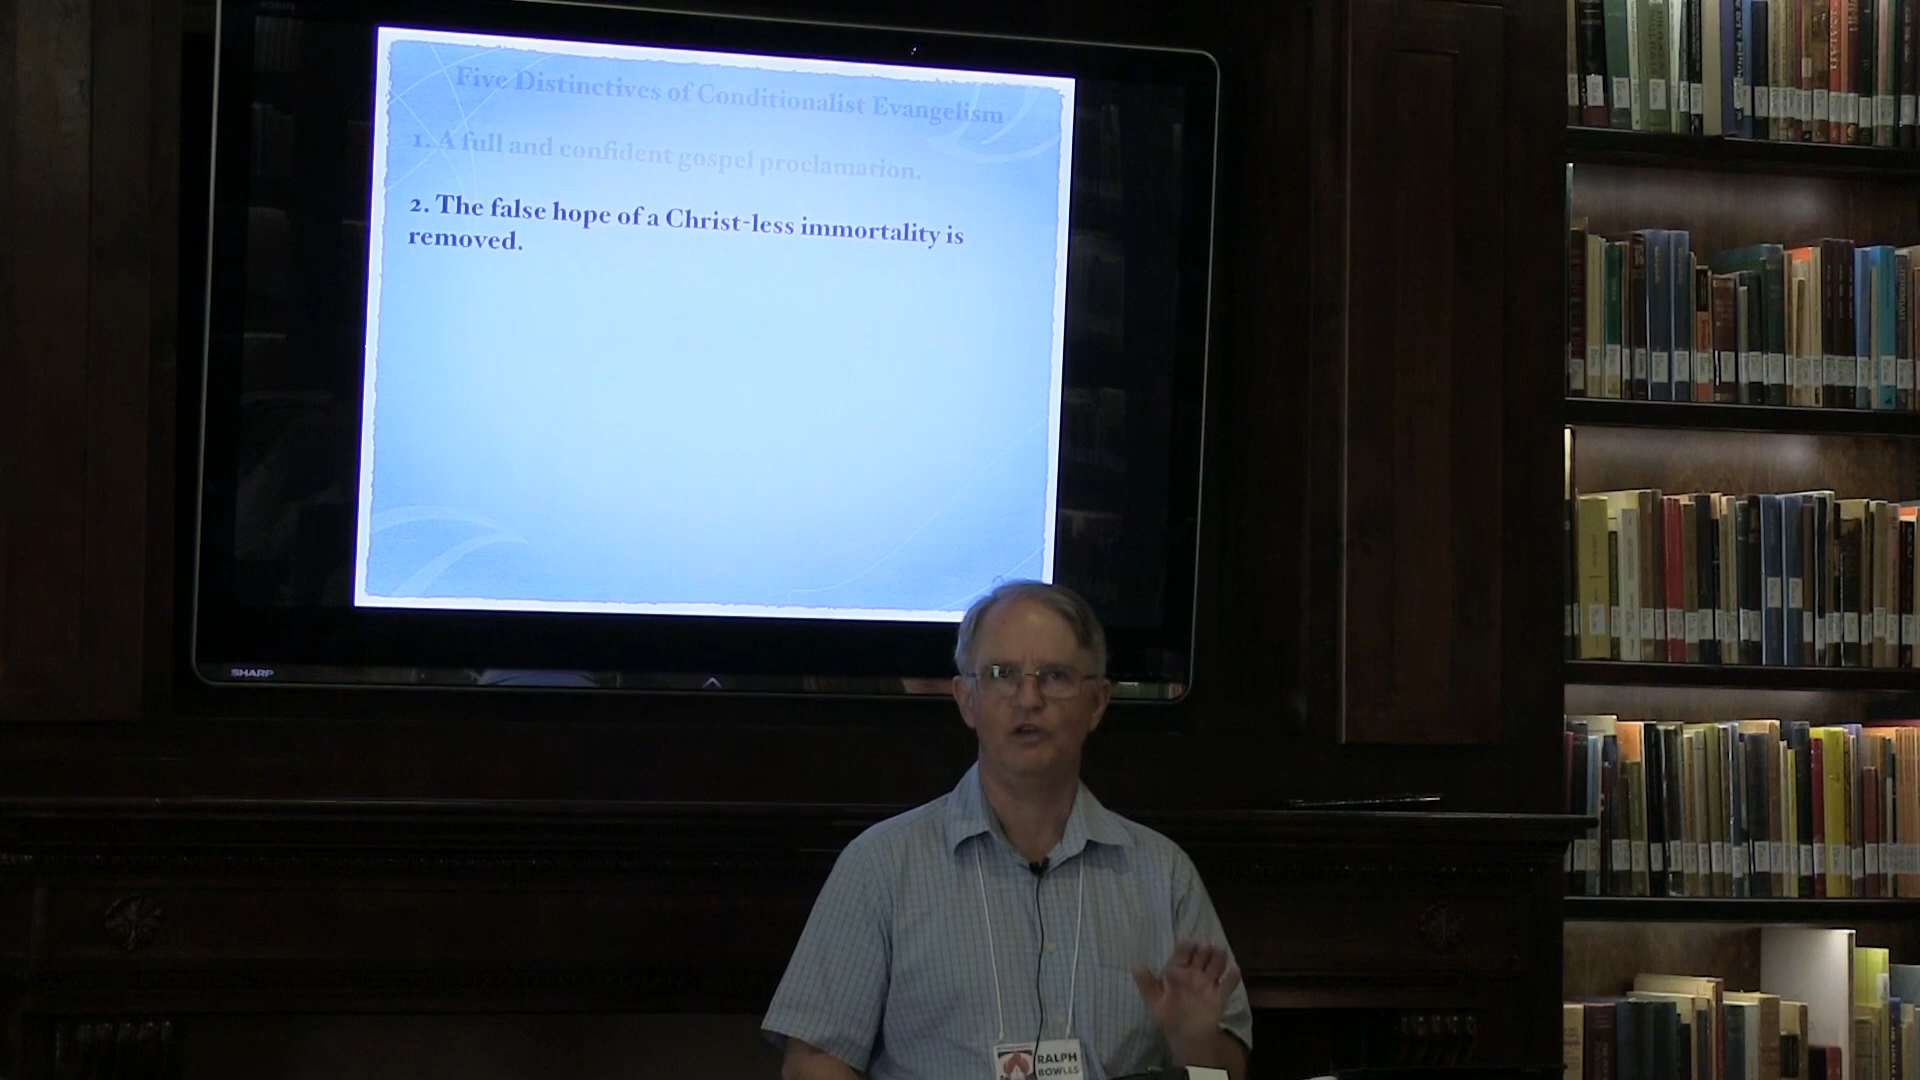 Five Distinctives of Conditionalist Evangelism
1. A full and confident gospel proclamation.
2. The false hope of a Christ-less immortality is
removed.
SHARP
RALPH
BOWLES